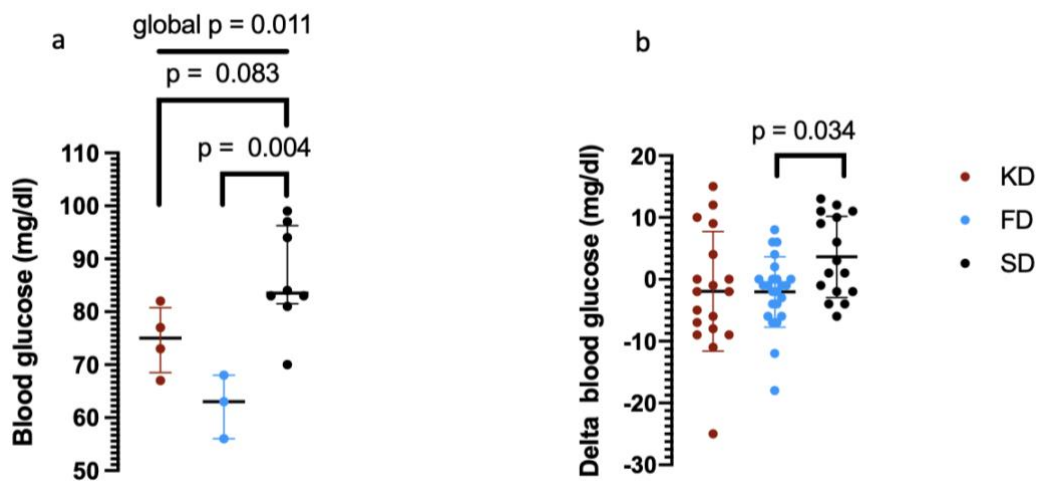 a
global p = 0.011
p = 0.083
p = 0.004
Blood glucose (mg/dl)
110
100
90
80
70
60
50
b
p = 0.034
Delta blood glucose (mg/dl)
20
10
0
-10
-20
-30
KD
FD
SD